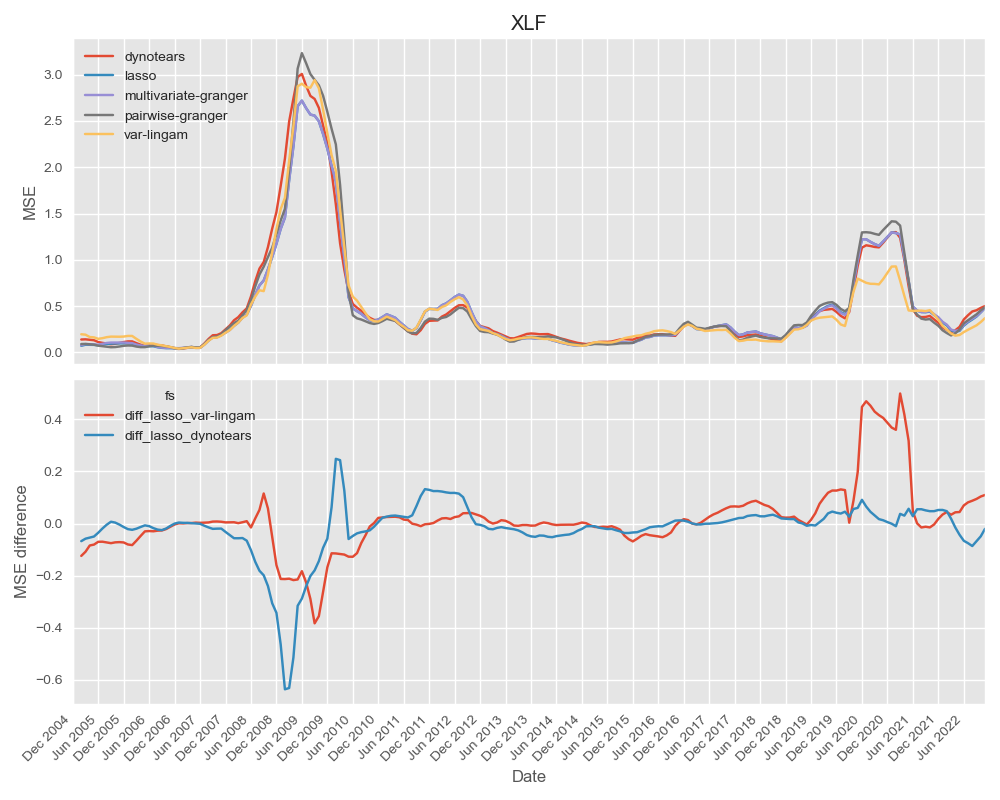 XLF
dynotears
lasso
multivariate-granger
pairwise-granger
var-lingam
3.0
2.5
2.0
1.5
1.0
0.5
0.0
MSE
fs
diff_lasso_var-lingam
diff_lasso_dynotears
0.4
0.2
0.0
−0.2
−0.4
−0.6
MSE difference
Dec 2004
Jun 2005
Dec 2005
Jun 2006
Dec 2006
Jun 2007
Dec 2007
Jun 2008
Dec 2008
Jun 2009
Dec 2009
Jun 2010
Dec 2010
Jun 2011
Dec 2011
Jun 2012
Dec 2012
Jun 2013
Dec 2013
Jun 2014
Dec 2014
Jun 2015
Dec 2015
Jun 2016
Dec 2016
Jun 2017
Dec 2017
Jun 2018
Dec 2018
Jun 2019
Dec 2019
Jun 2020
Dec 2020
Jun 2021
Dec 2021
Jun 2022
Date